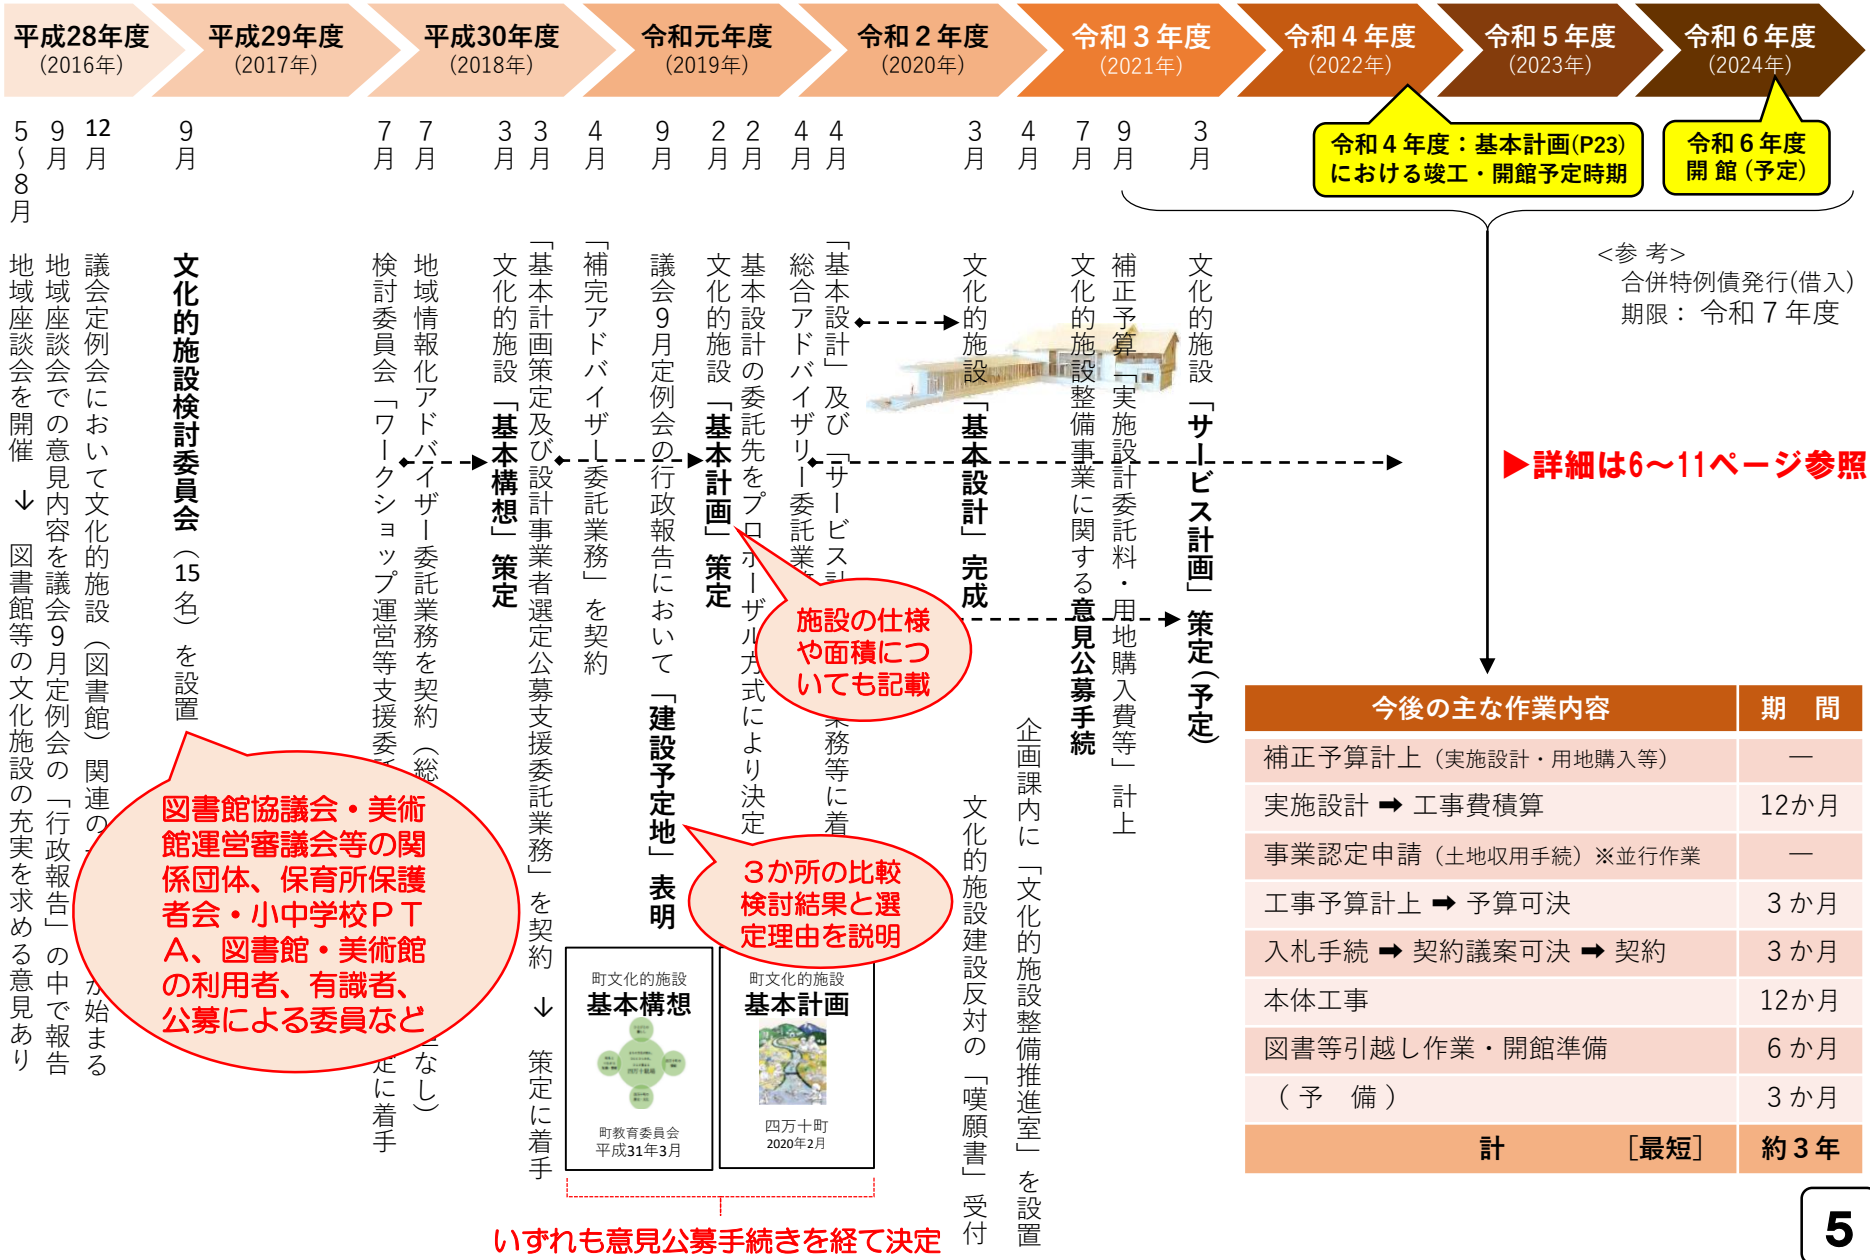 平成28年度
(2016年)
平成29年度
(2017年)
平成30年度
(2018年)
令和元年度
(2019年)
令和２年度
(2020年)
令和３年度
(2021年)
令和４年度
(2022年)
令和５年度
(2023年)
令和６年度
(2024年)
令和４年度：基本計画(P23)
における竣工・開館予定時期
令和６年度
開 館 (予定)
５〜８月　地域座談会を開催　→　図書館等の文化施設の充実を求める意見あり
９月　地域座談会での意見内容を議会９月定例会の「行政報告」の中で報告
12月　議会定例会において文化的施設（図書館）関連の
が始まる
９月　文化的施設検討委員会（15名）を設置
図書館協議会・美術
館運営審議会等の関
係団体、保育所保護
者会・小中学校ＰＴ
Ａ、図書館・美術館
の利用者、有識者、
公募による委員など
７月　検討委員会「ワークショップ運営等支援委
定に着手
７月　地域情報化アドバイザー委託業務を契約（総
なし）
３月　文化的施設「基本構想」策定
３月　「基本計画策定及び設計事業者選定公募支援委託業務」を契約　→　策定に着手
４月　「補完アドバイザー委託業務」を契約
９月　議会９月定例会の行政報告において「建設予定地」表明
３か所の比較
検討結果と選
定理由を説明
２月　文化的施設「基本計画」策定
施設の仕様
や面積につ
いても記載
２月　基本設計の委託先をプロポーザル方式により決定
４月　総合アドバイザリー委託業
４月　「基本設計」及び「サービス計
業務等に着
３月　文化的施設「基本設計」完成
文化的施設建設反対の「嘆願書」受付
４月　企画課内に「文化的施設整備推進室」を設置
７月　文化的施設整備事業に関する意見公募手続
９月　補正予算「実施設計委託料・用地購入費等」計上
３月　文化的施設「サービス計画」策定（予定）
<参 考>
合併特例債発行(借入)
期限： 令和７年度
▶詳細は6〜11ページ参照
町文化的施設
基本構想
町教育委員会
平成31年3月
町文化的施設
基本計画
四万十町
2020年2月
いずれも意見公募手続きを経て決定
今後の主な作業内容　期　間
補正予算計上（実施設計・用地購入等）　―
実施設計 ➡ 工事費積算　12か月
事業認定申請（土地収用手続）※並行作業　―
工事予算計上 ➡ 予算可決　３か月
入札手続 ➡ 契約議案可決 ➡ 契約　３か月
本体工事　12か月
図書等引越し作業・開館準備　６か月
（ 予　備 ）　３か月
計　［最短］　約３年
5